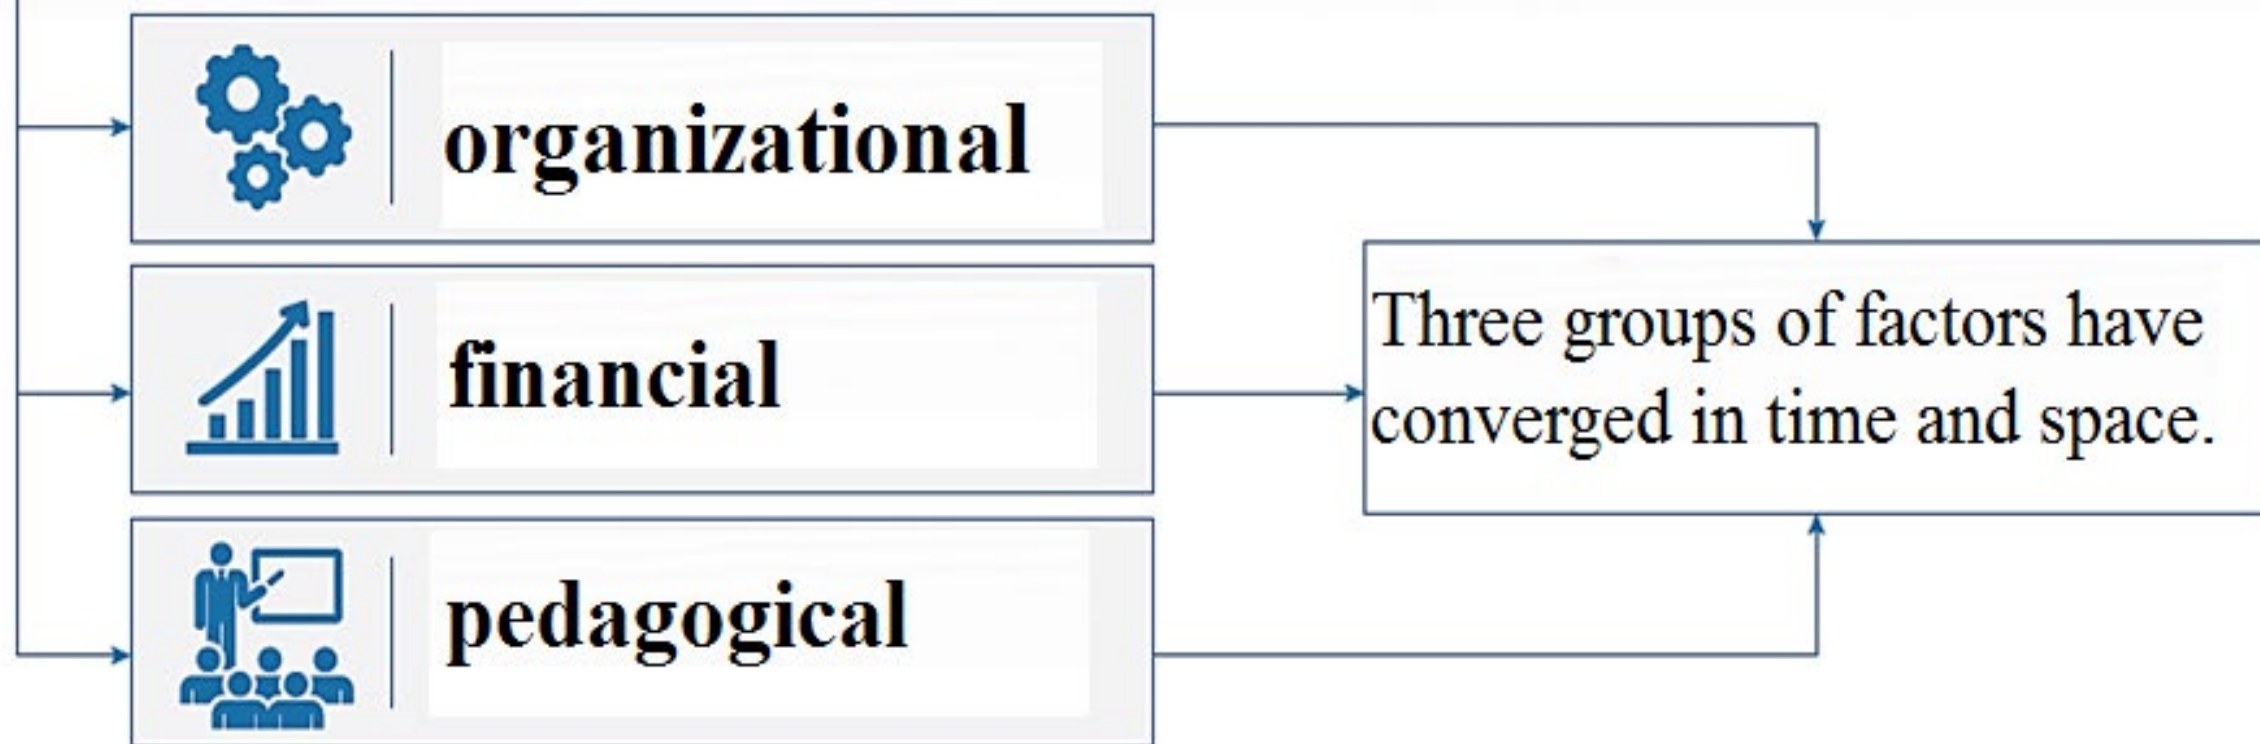 organizational
financial
pedagogical
Three groups of factors have
converged in time and space.